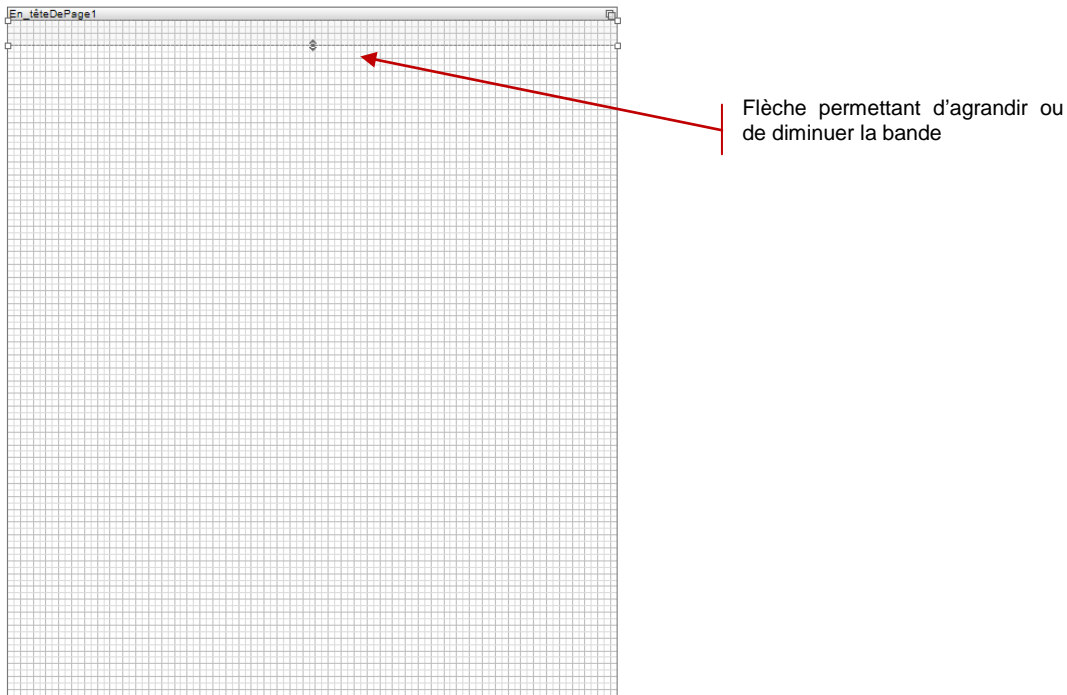 En_têteDePage1
Flèche permettant d’agrandir ou
de diminuer la bande